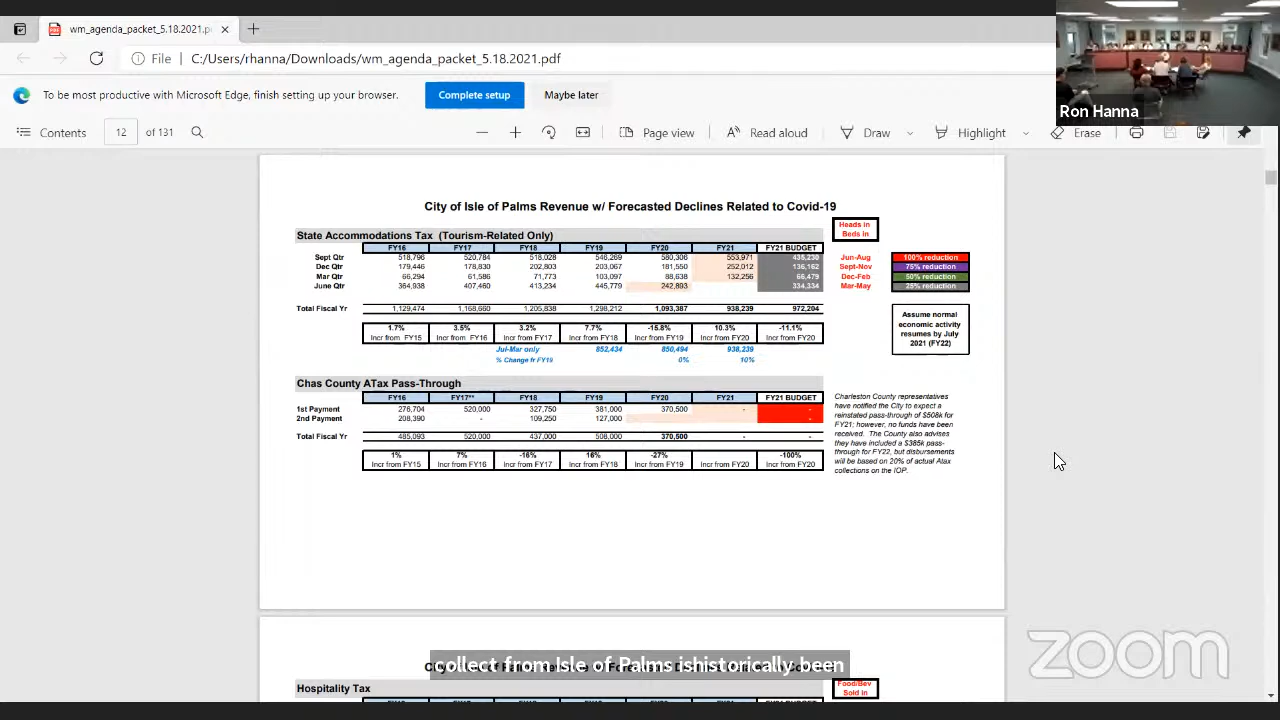 wm_agenda_packet_5.18.2021.p
File C:/Users/rhanna/Downloads/wm_agenda_packet_5.18.2021.pdf
Ron Hanna
To be most productive with Microsoft Edge, finish setting up your browser. Complete setup Maybe later
Contents 12 of 131 Page view Read aloud Draw Highlight Erase
City of Isle of Palms Revenue w/ Forecasted Declines Related to Covid-19
Heads in
Beds in
State Accommodations Tax (Tourism-Related Only)
FY16 FY17 FY18 FY19 FY20 FY21 FY21 BUDGET
Sept Qtr 518,796 520,784 518,028 546,269 580,306 553,971 435,230
Dec Qtr 179,446 178,830 202,803 203,067 181,550 252,012 136,162
Mar Qtr 66,294 61,586 71,773 103,097 88,638 132,256 66,479
June Qtr 364,938 407,460 413,234 445,779 242,893 334,334
Jun-Aug 100% reduction
Sept-Nov 75% reduction
Dec-Feb 50% reduction
Mar-May 25% reduction
Total Fiscal Yr 1,129,474 1,168,660 1,205,838 1,298,212 1,093,387 938,239 972,204
1.7% 3.5% 3.2% 7.7% -15.8% 10.3% -11.1%
Incr from FY15 Incr from FY16 Incr from FY17 Incr from FY18 Incr from FY19 Incr from FY20 Incr from FY20
Jul-Mar only 852,434 850,494 938,239
% Change fr FY19 0% 10%
Assume normal
economic activity
resumes by July
2021 (FY22)
Chas County ATax Pass-Through
FY16 FY17** FY18 FY19 FY20 FY21 FY21 BUDGET
1st Payment 276,704 520,000 327,750 381,000 370,500 - -
2nd Payment 208,390 - 109,250 127,000 -
Total Fiscal Yr 485,093 520,000 437,000 508,000 370,500 - -
1% 7% -16% 16% -27% -100%
Incr from FY15 Incr from FY16 Incr from FY17 Incr from FY18 Incr from FY19 Incr from FY20 Incr from FY20
Charleston County representatives
have notified the City to expect a
reinstated pass-through of $508k for
FY21; however, no funds have been
received. The County also advises
they have included a $385k pass-
through for FY22, but disbursements
will be based on 20% of actual Atax
collections on the IOP.
collect from Isle of Palms ishistorically been
Hospitality Tax
Food/Bev
Sold in
zoom